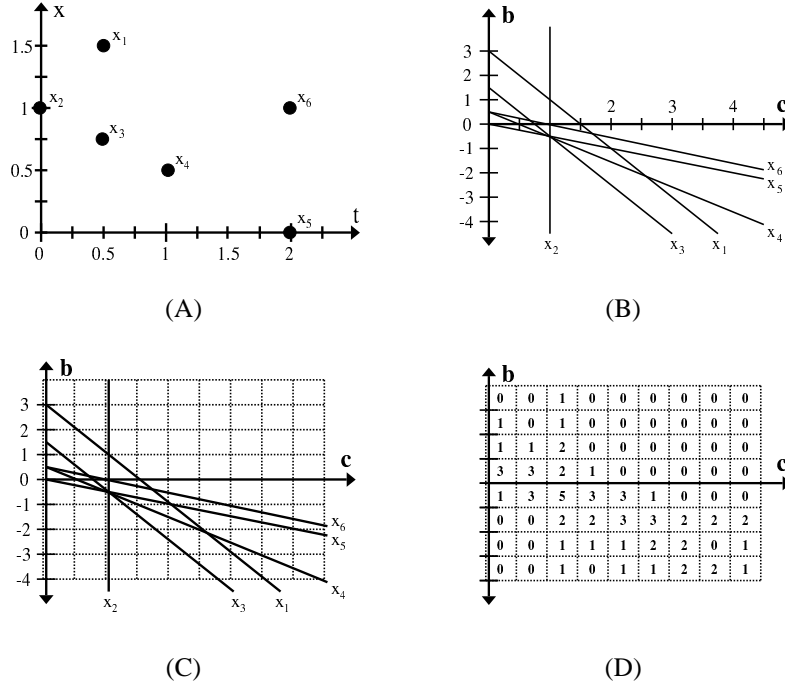 x
x₁
1.5
x₂
x₆
1
x₃
x₄
0.5
x₅
t
0
0 0.5 1 1.5 2
(A)
b
3
2
1
2 3 4 c
0
-1
-2
-3
-4
x₆
x₅
x₄
x₂ x₃ x₁
(B)
b
3
2
1
c
0
-1
-2
-3
-4
x₆
x₅
x₄
x₂ x₃ x₁
(C)
b
0 0 1 0 0 0 0 0
1 0 1 0 0 0 0 0
1 1 2 0 0 0 0 0
3 3 2 1 0 0 0 0
c
1 3 5 3 3 1 0 0 0
0 0 2 2 3 3 2 2 2
0 0 1 1 1 2 2 0 1
0 0 1 0 1 1 2 2 1
(D)